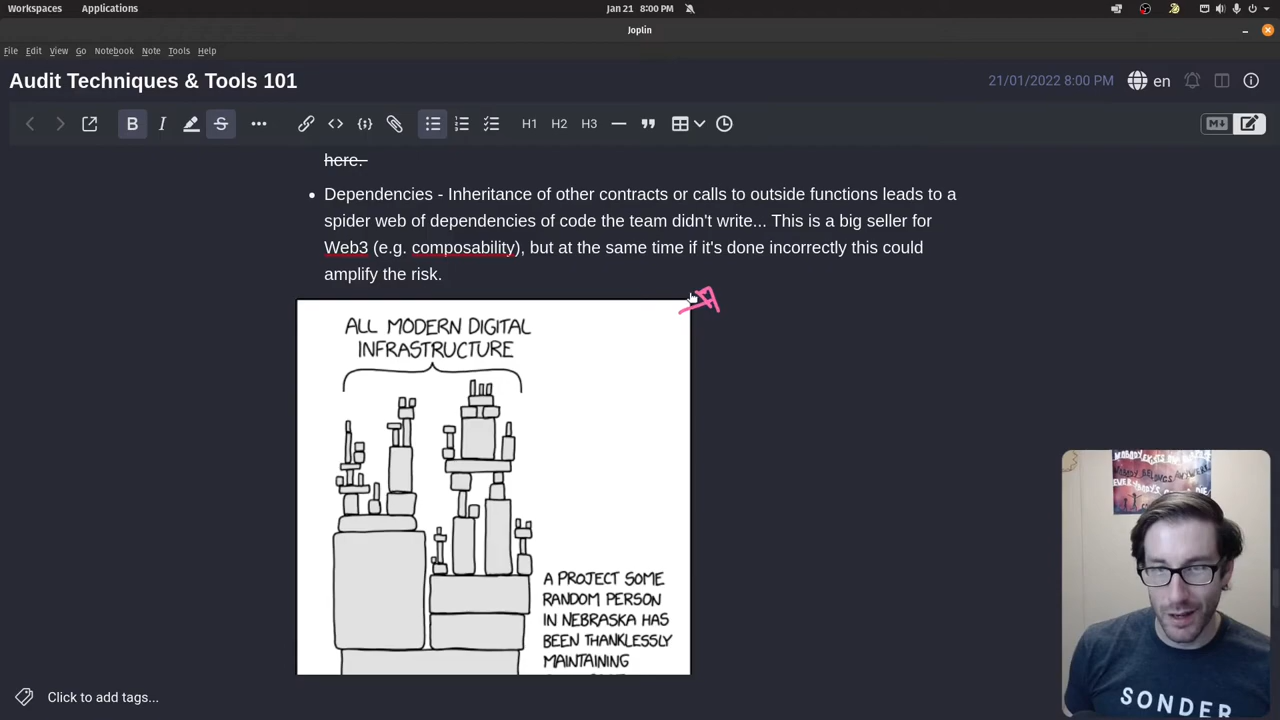 Workspaces Applications Jan 21 8:00 PM
Joplin
File Edit View Go Notebook Note Tools Help
Audit Techniques & Tools 101 21/01/2022 8:00 PM en
B I S H1 H2 H3 M
here.
• Dependencies - Inheritance of other contracts or calls to outside functions leads to a
spider web of dependencies of code the team didn't write... This is a big seller for
Web3 (e.g. composability), but at the same time if it's done incorrectly this could
amplify the risk.
ALL MODERN DIGITAL
INFRASTRUCTURE
A PROJECT SOME
RANDOM PERSON
IN NEBRASKA HAS
BEEN THANKLESSLY
MAINTAINING
SONDER
Click to add tags...